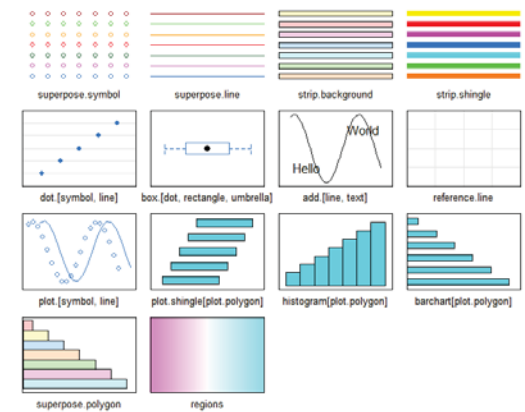 superpose.symbol
superpose.line
strip.background
strip.shingle
World
Hello
dot.[symbol, line]
box.[dot, rectangle, umbrella]
add.[line, text]
reference.line
plot.[symbol, line]
plot.shingle[plot.polygon]
histogram[plot.polygon]
barchart[plot.polygon]
superpose.polygon
regions